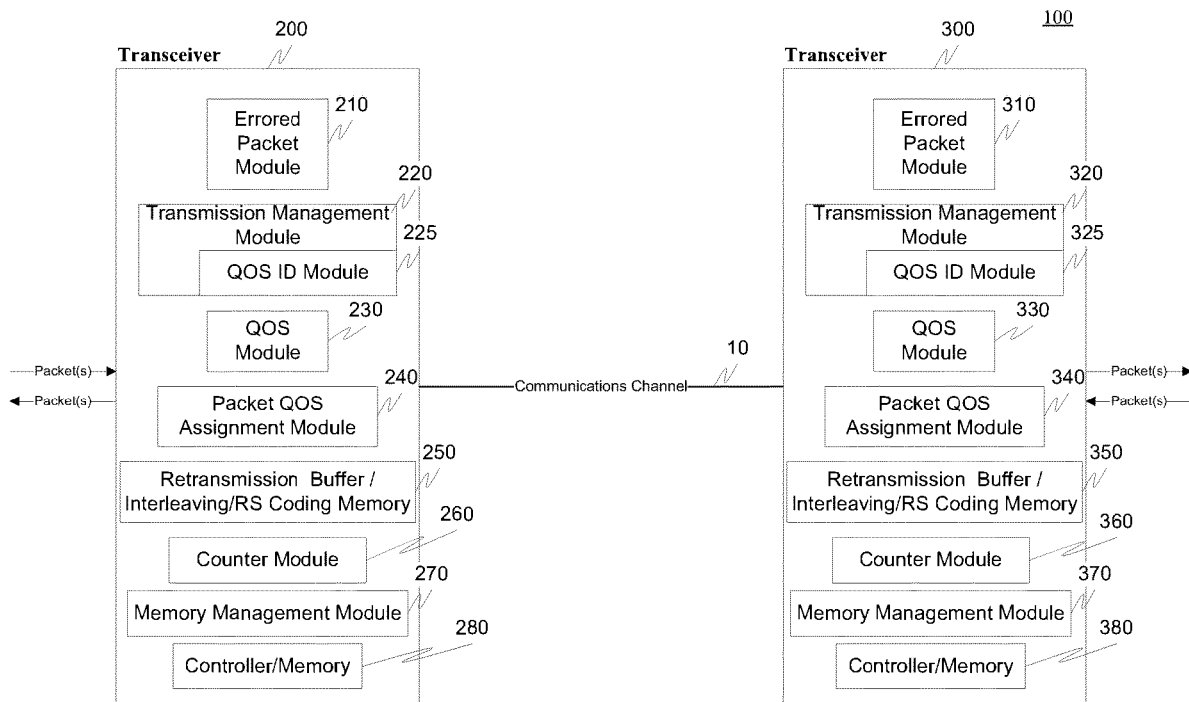 100
200
Transceiver
210
Errored
Packet
Module
220
Transmission Management
Module
225
QOS ID Module
230
QOS
Module
Packet(s)
Packet(s)
240
Packet QOS
Assignment Module
250
Retransmission Buffer /
Interleaving/RS Coding Memory
260
Counter Module
270
Memory Management Module
280
Controller/Memory
10
Communications Channel
300
Transceiver
310
Errored
Packet
Module
320
Transmission Management
Module
325
QOS ID Module
330
QOS
Module
Packet(s)
Packet(s)
340
Packet QOS
Assignment Module
350
Retransmission Buffer /
Interleaving/RS Coding Memory
360
Counter Module
370
Memory Management Module
380
Controller/Memory